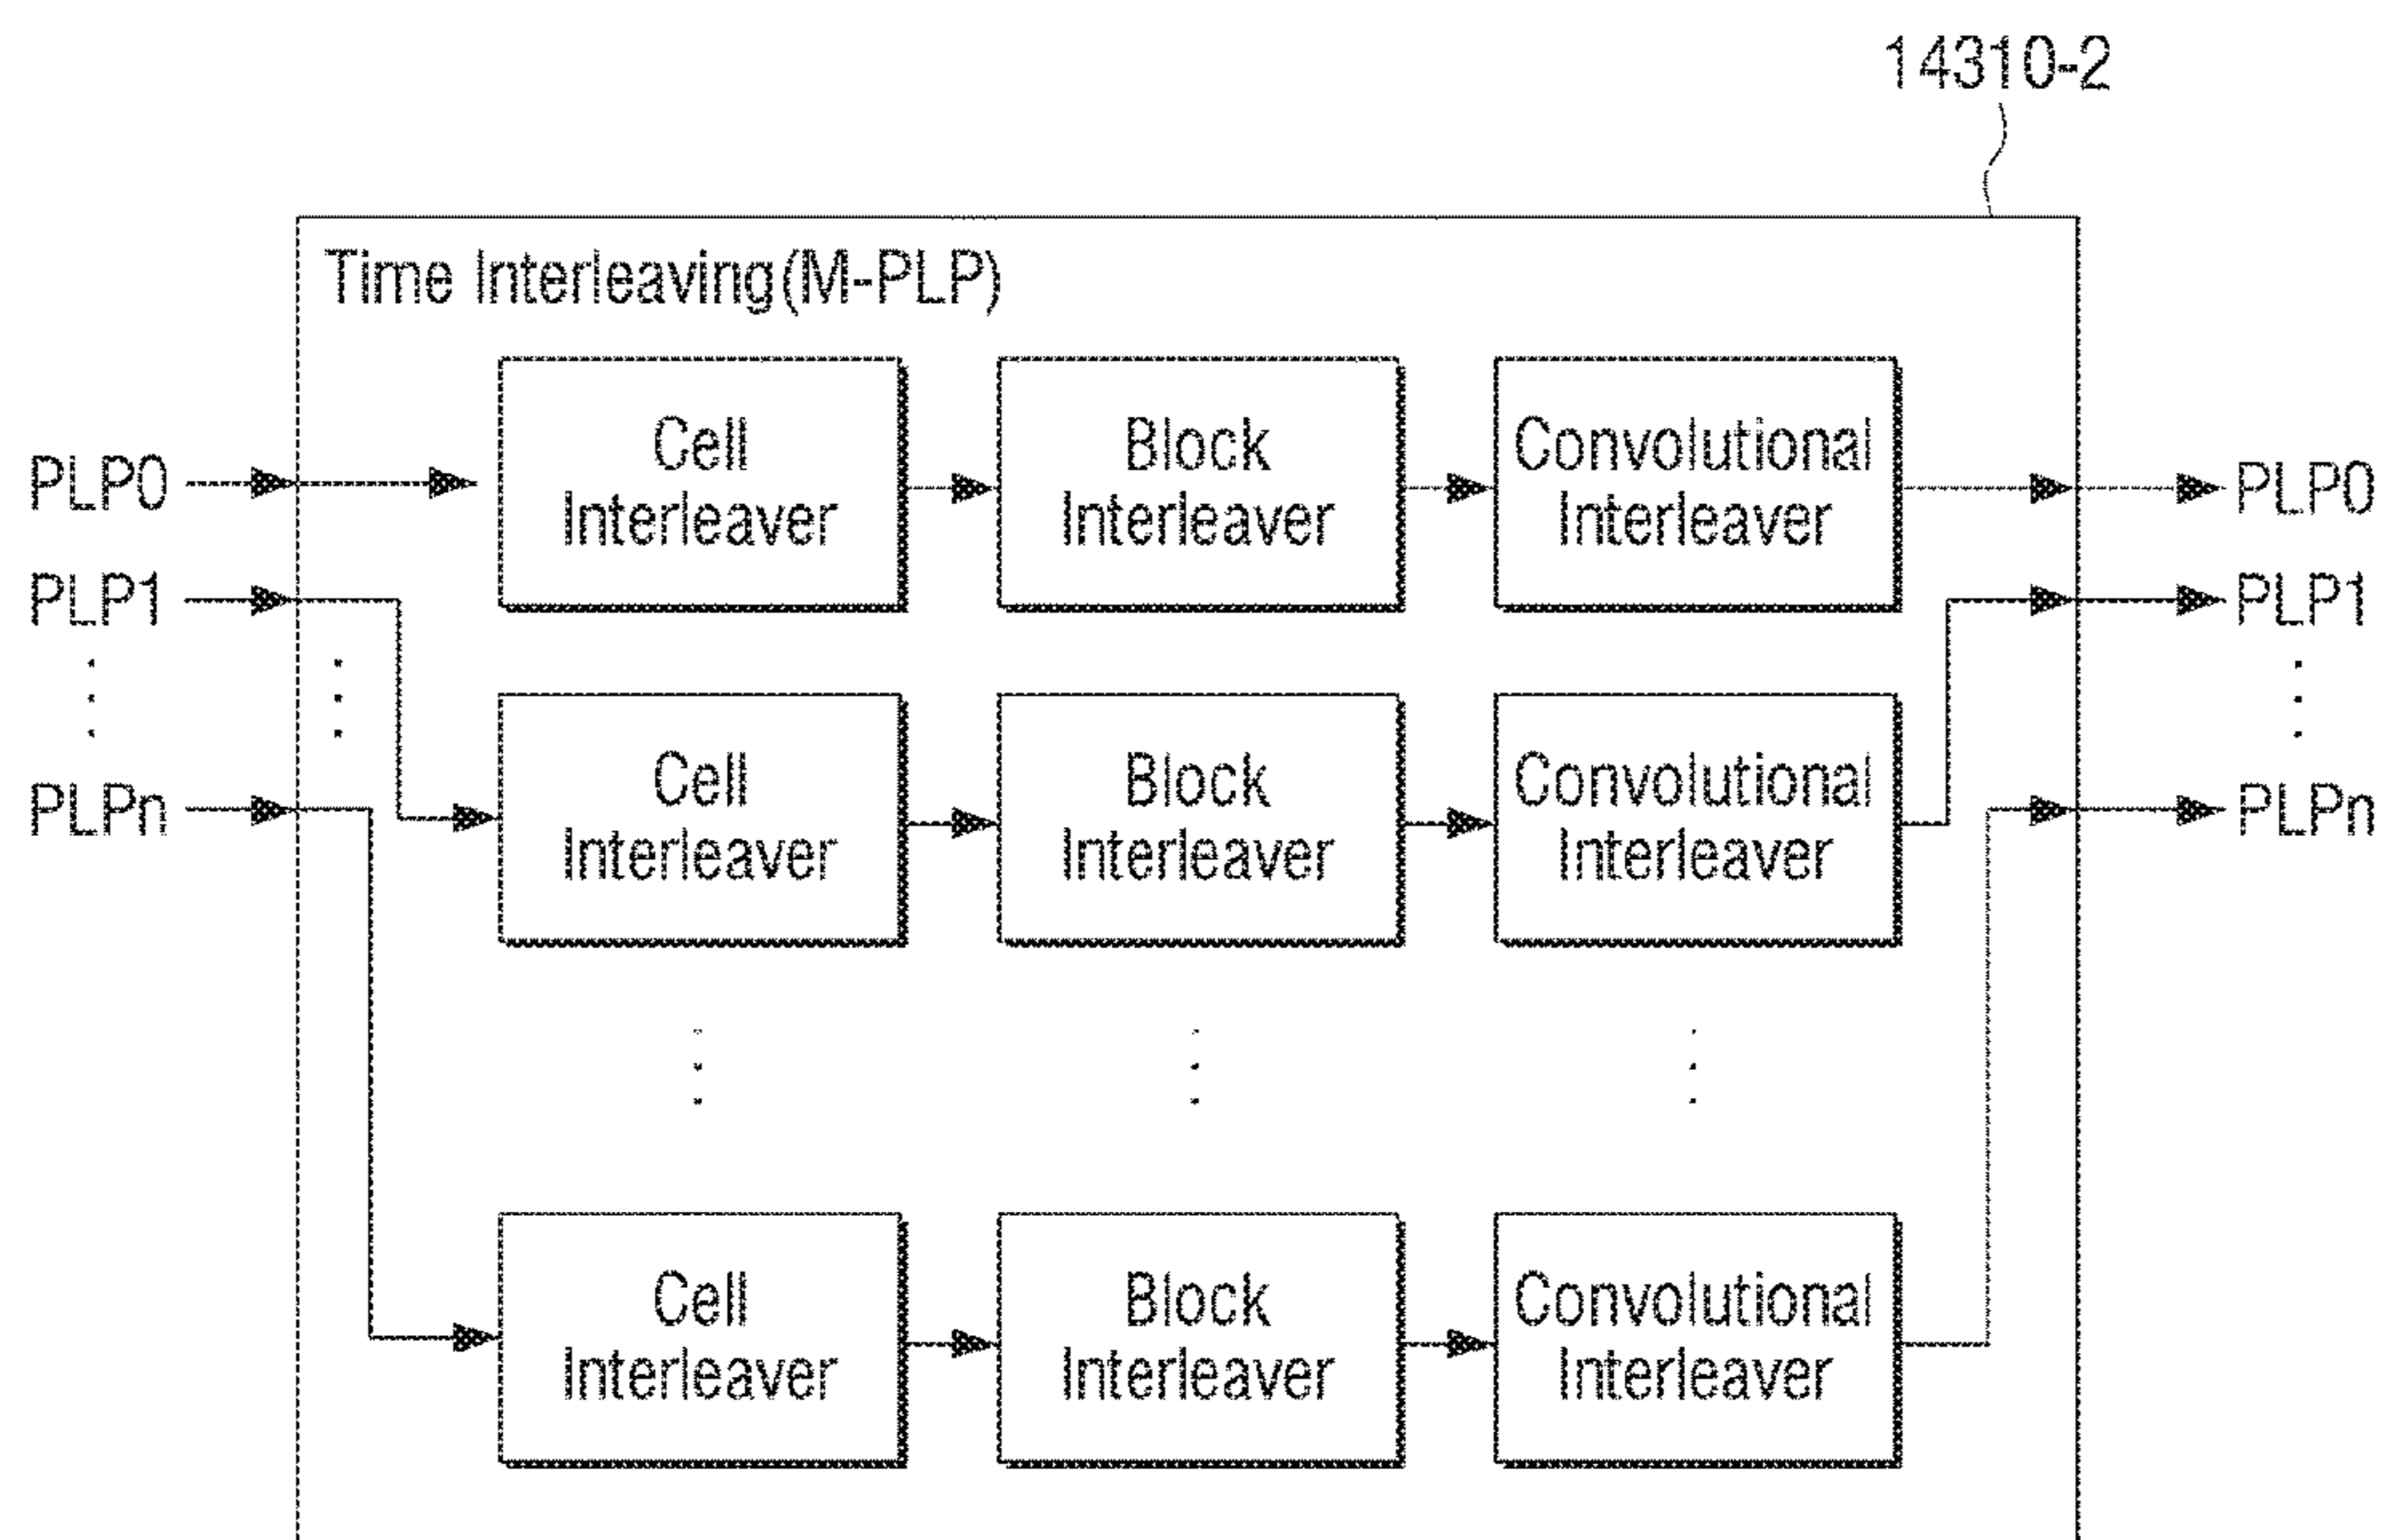 14310-2
Time Interleaving(M-PLP)
PLP0
Cell
Interleaver
Block
Interleaver
Convolutional
Interleaver
PLP0
PLP1
PLP1
PLPn
Cell
Interleaver
Block
Interleaver
Convolutional
Interleaver
PLPn
Cell
Interleaver
Block
Interleaver
Convolutional
Interleaver